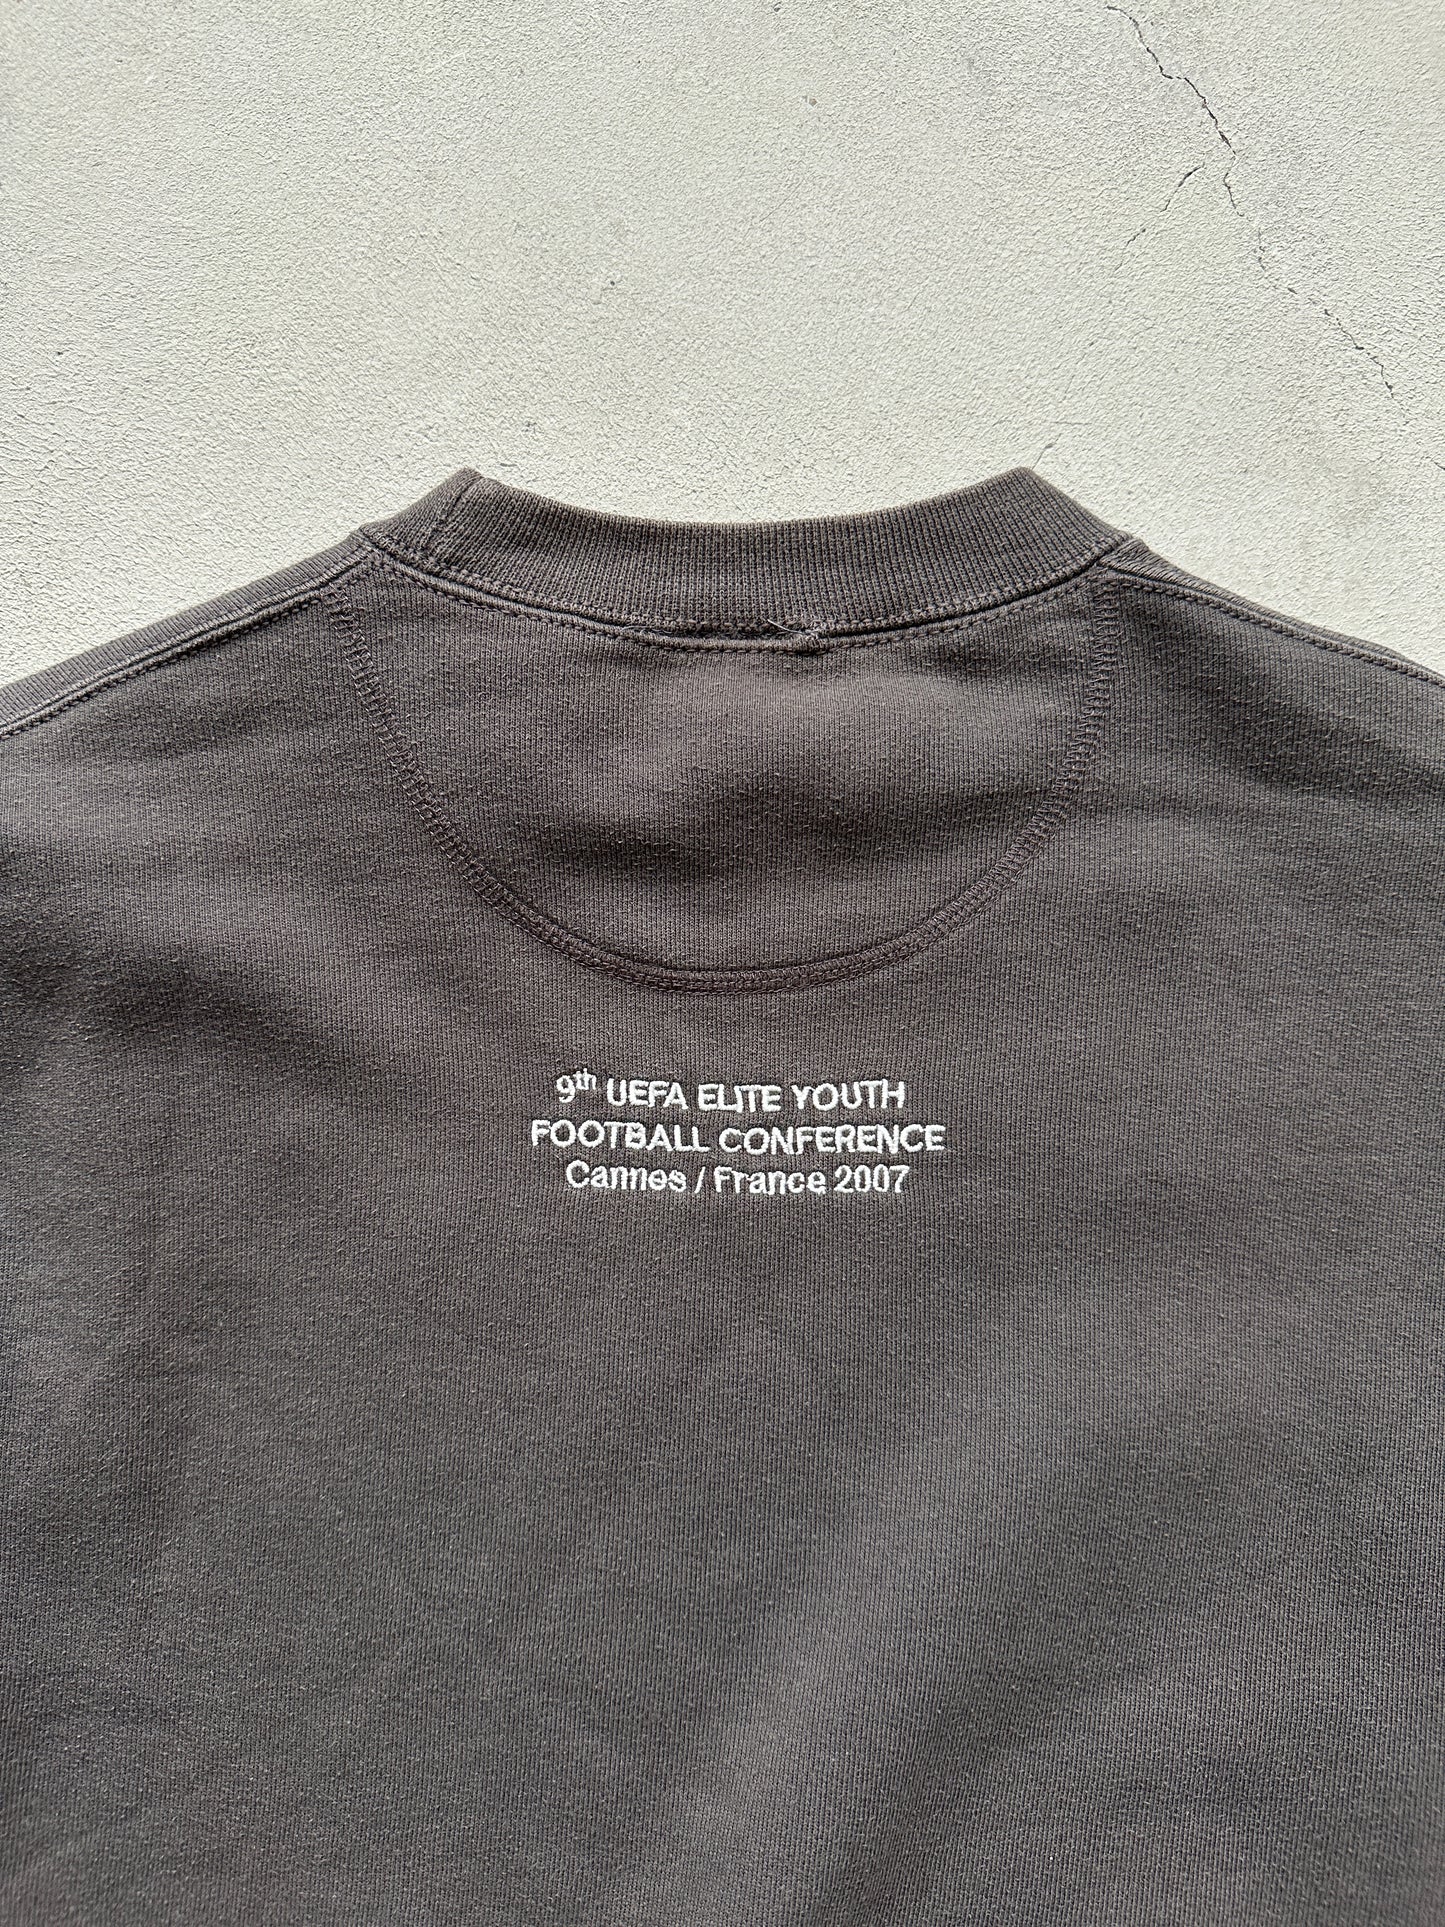 9th UEFA ELITE YOUTH
FOOTBALL CONFERENCE
Cannes / France 2007